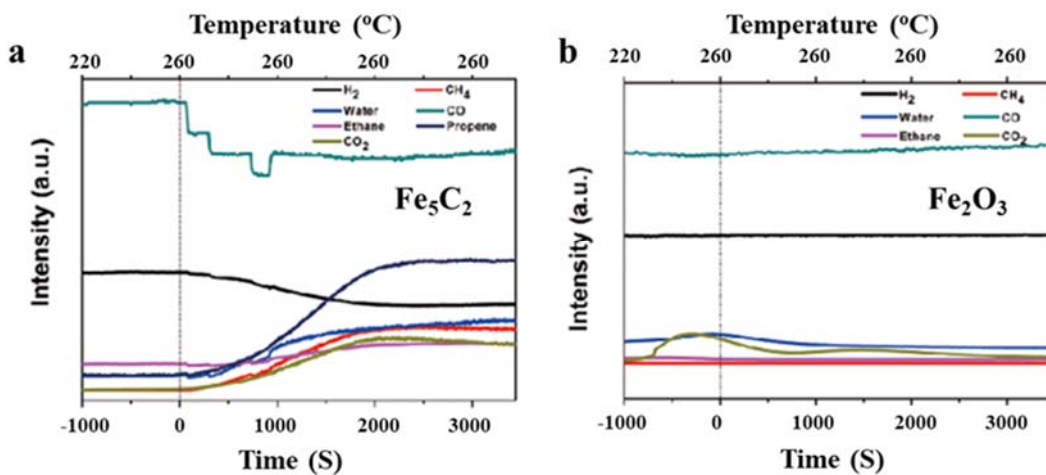 a
Temperature (°C)
220 260 260 260 260
H₂ CH₄
Water CO
Ethane Propene
CO₂
Fe₅C₂
Intensity (a.u.)
-1000 0 1000 2000 3000
Time (S)
b
Temperature (°C)
220 260 260 260 260
H₂ CH₄
Water CO
Ethane CO₂
Fe₂O₃
Intensity (a.u.)
-1000 0 1000 2000 3000
Time (S)